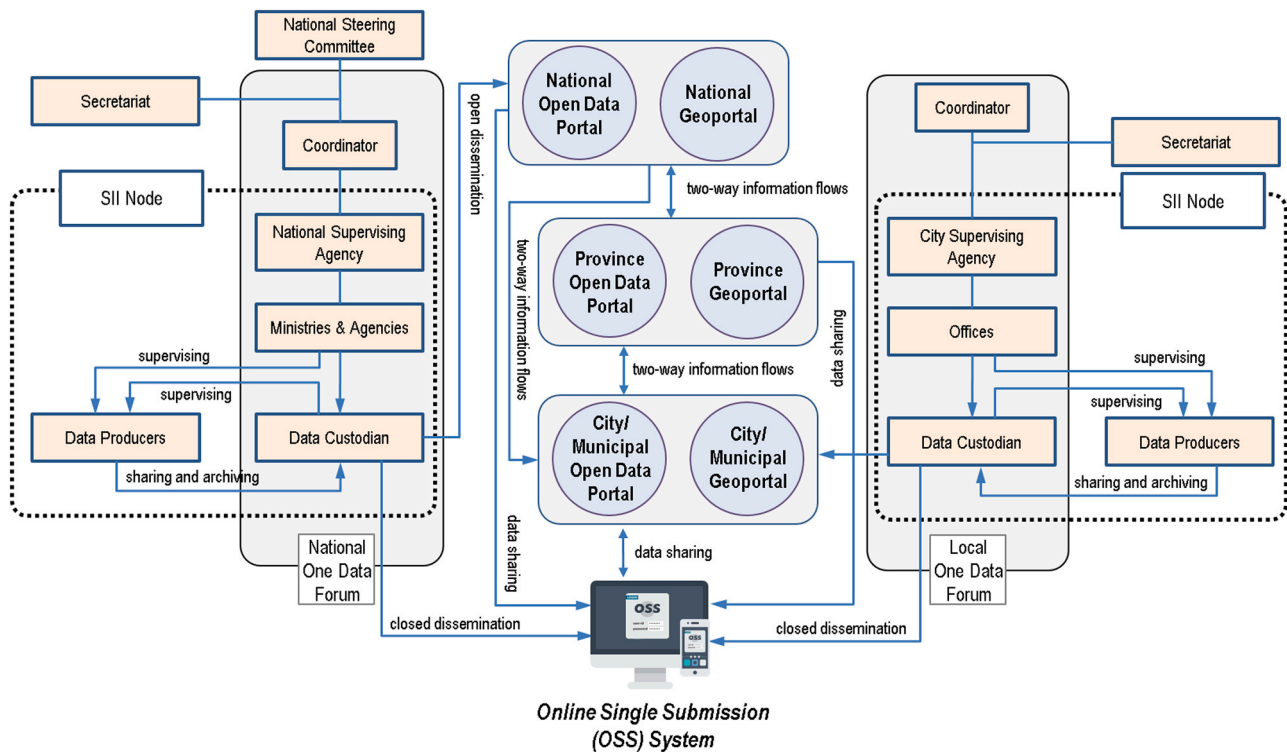 National Steering
Committee
Secretariat
Coordinator
SII Node
National Supervising
Agency
Ministries & Agencies
supervising
supervising
Data Producers
Data Custodian
sharing and archiving
National
One Data
Forum
closed dissemination
open dissemination
National
Open Data
Portal
National
Geoportal
two-way information flows
two-way information flows
Province
Open Data
Portal
Province
Geoportal
two-way information flows
data sharing
City/
Municipal
Open Data
Portal
City/
Municipal
Geoportal
data sharing
data sharing
OSS
OSS
Online Single Submission
(OSS) System
Coordinator
Secretariat
SII Node
City Supervising
Agency
Offices
supervising
supervising
Data Custodian
Data Producers
sharing and archiving
Local
One Data
Forum
closed dissemination